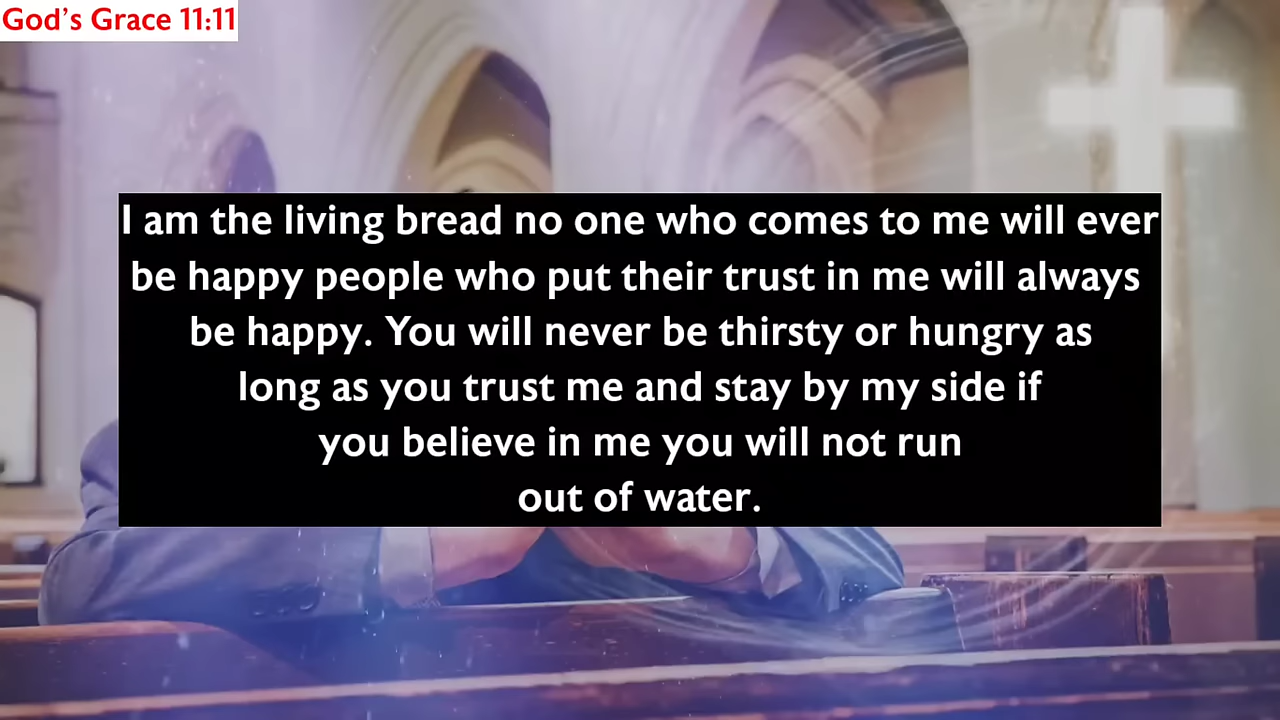 God's Grace 11:11
I am the living bread no one who comes to me will ever
be happy people who put their trust in me will always
be happy. You will never be thirsty or hungry as
long as you trust me and stay by my side if
you believe in me you will not run
out of water.